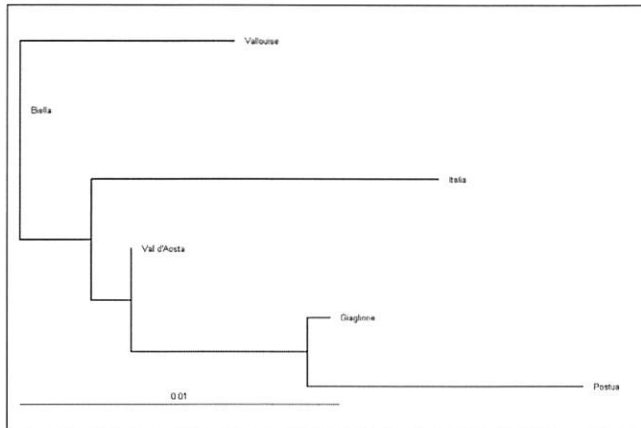 Vallouise
Biella
Italia
Val d'Aosta
Giaglione
Postua
0.01